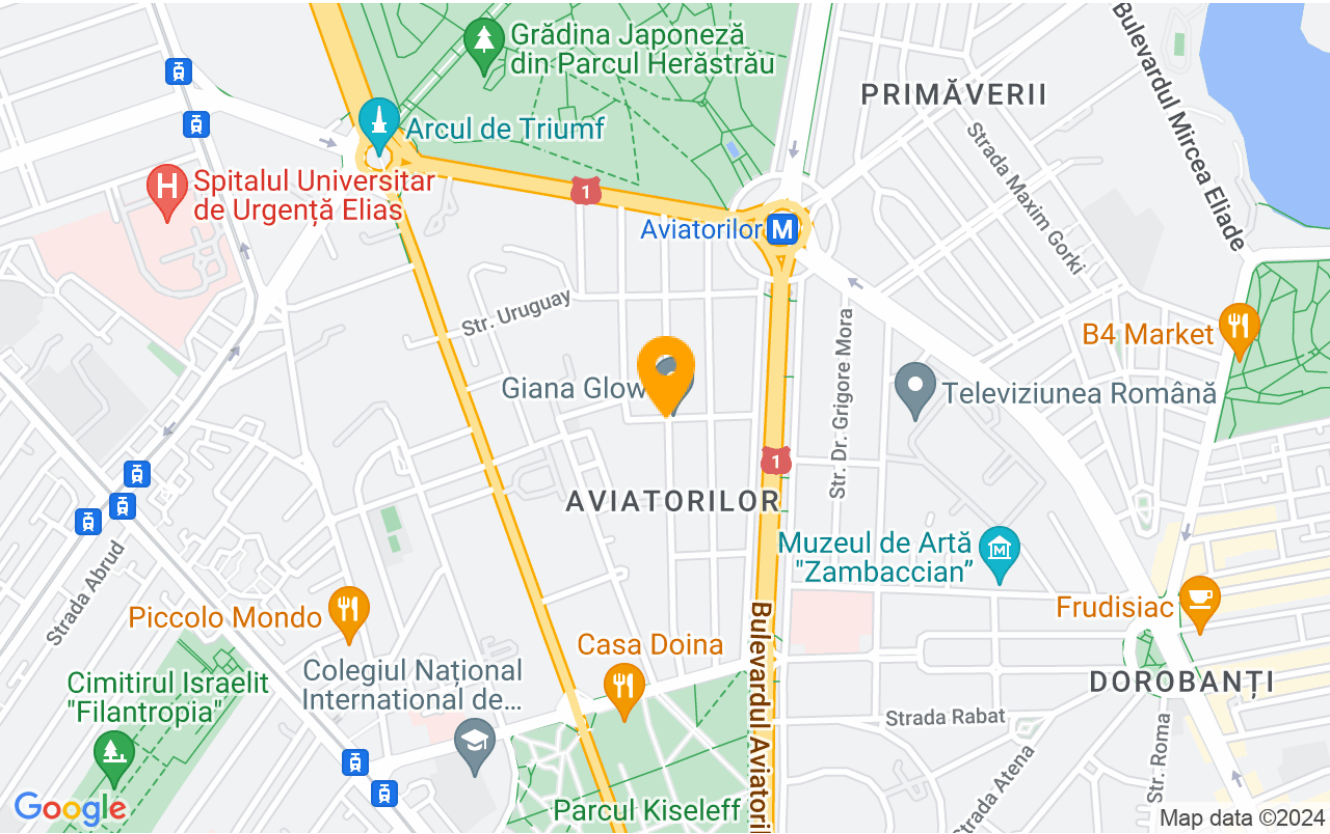 Grădina Japoneză
din Parcul Herăstrău
PRIMĂVERII
Bulevardul Mircea Eliade
Arcul de Triumf
Strada Maxim Gorki
H
Spitalul Universitar
de Urgență Elias
1
Aviatorilor
M
Str. Uruguay
B4 Market
Str. Dr. Grigore Mora
Giana Glow
Televiziunea Română
1
AVIATORILOR
Muzeul de Artă
"Zambaccian”
M
Strada Abrud
Piccolo Mondo
Frudisiac
Casa Doina
Colegiul Național
International de...
Cimitirul Israelit
"Filantropia"
Bulevardul Aviatoril
DOROBANȚI
Strada Rabat
Str. Roma
Strada Atena
Parcul Kiseleff
Google
Map data ©2024